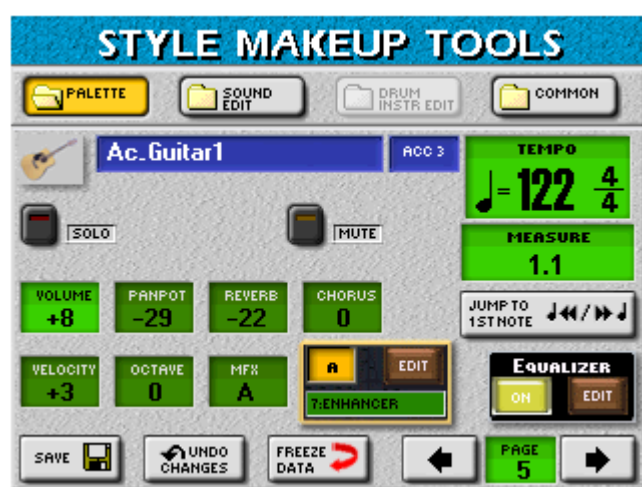 STYLE MAKEUP TOOLS
PALETTE
SOUND
EDIT
DRUM
INSTR EDIT
COMMON
Ac.Guitar1
ACC 3
TEMPO
♩=122 4/4
SOLO
MUTE
MEASURE
1.1
VOLUME
+8
PANPOT
-29
REVERB
-22
CHORUS
0
JUMP TO
1ST NOTE
VELOCITY
+3
OCTAVE
0
MFX
A
A
EDIT
7:ENHANCER
EQUALIZER
ON
EDIT
SAVE
UNDO
CHANGES
FREEZE
DATA
PAGE
5